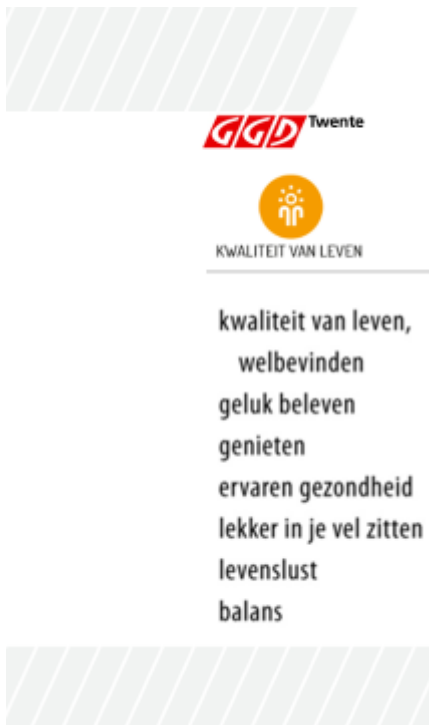 GGD Twente
KWALITEIT VAN LEVEN
kwaliteit van leven,
welbevinden
geluk beleven
genieten
ervaren gezondheid
lekker in je vel zitten
levenslust
balans